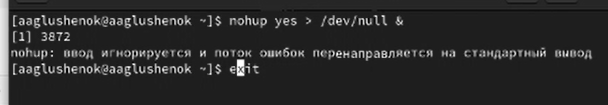 [aaglushenok@aaglushenok ~]$ nohup yes > /dev/null &
[1] 3872
nohup: ввод игнорируется и поток ошибок перенаправляется на стандартный вывод
[aaglushenok@aaglushenok ~]$ exit